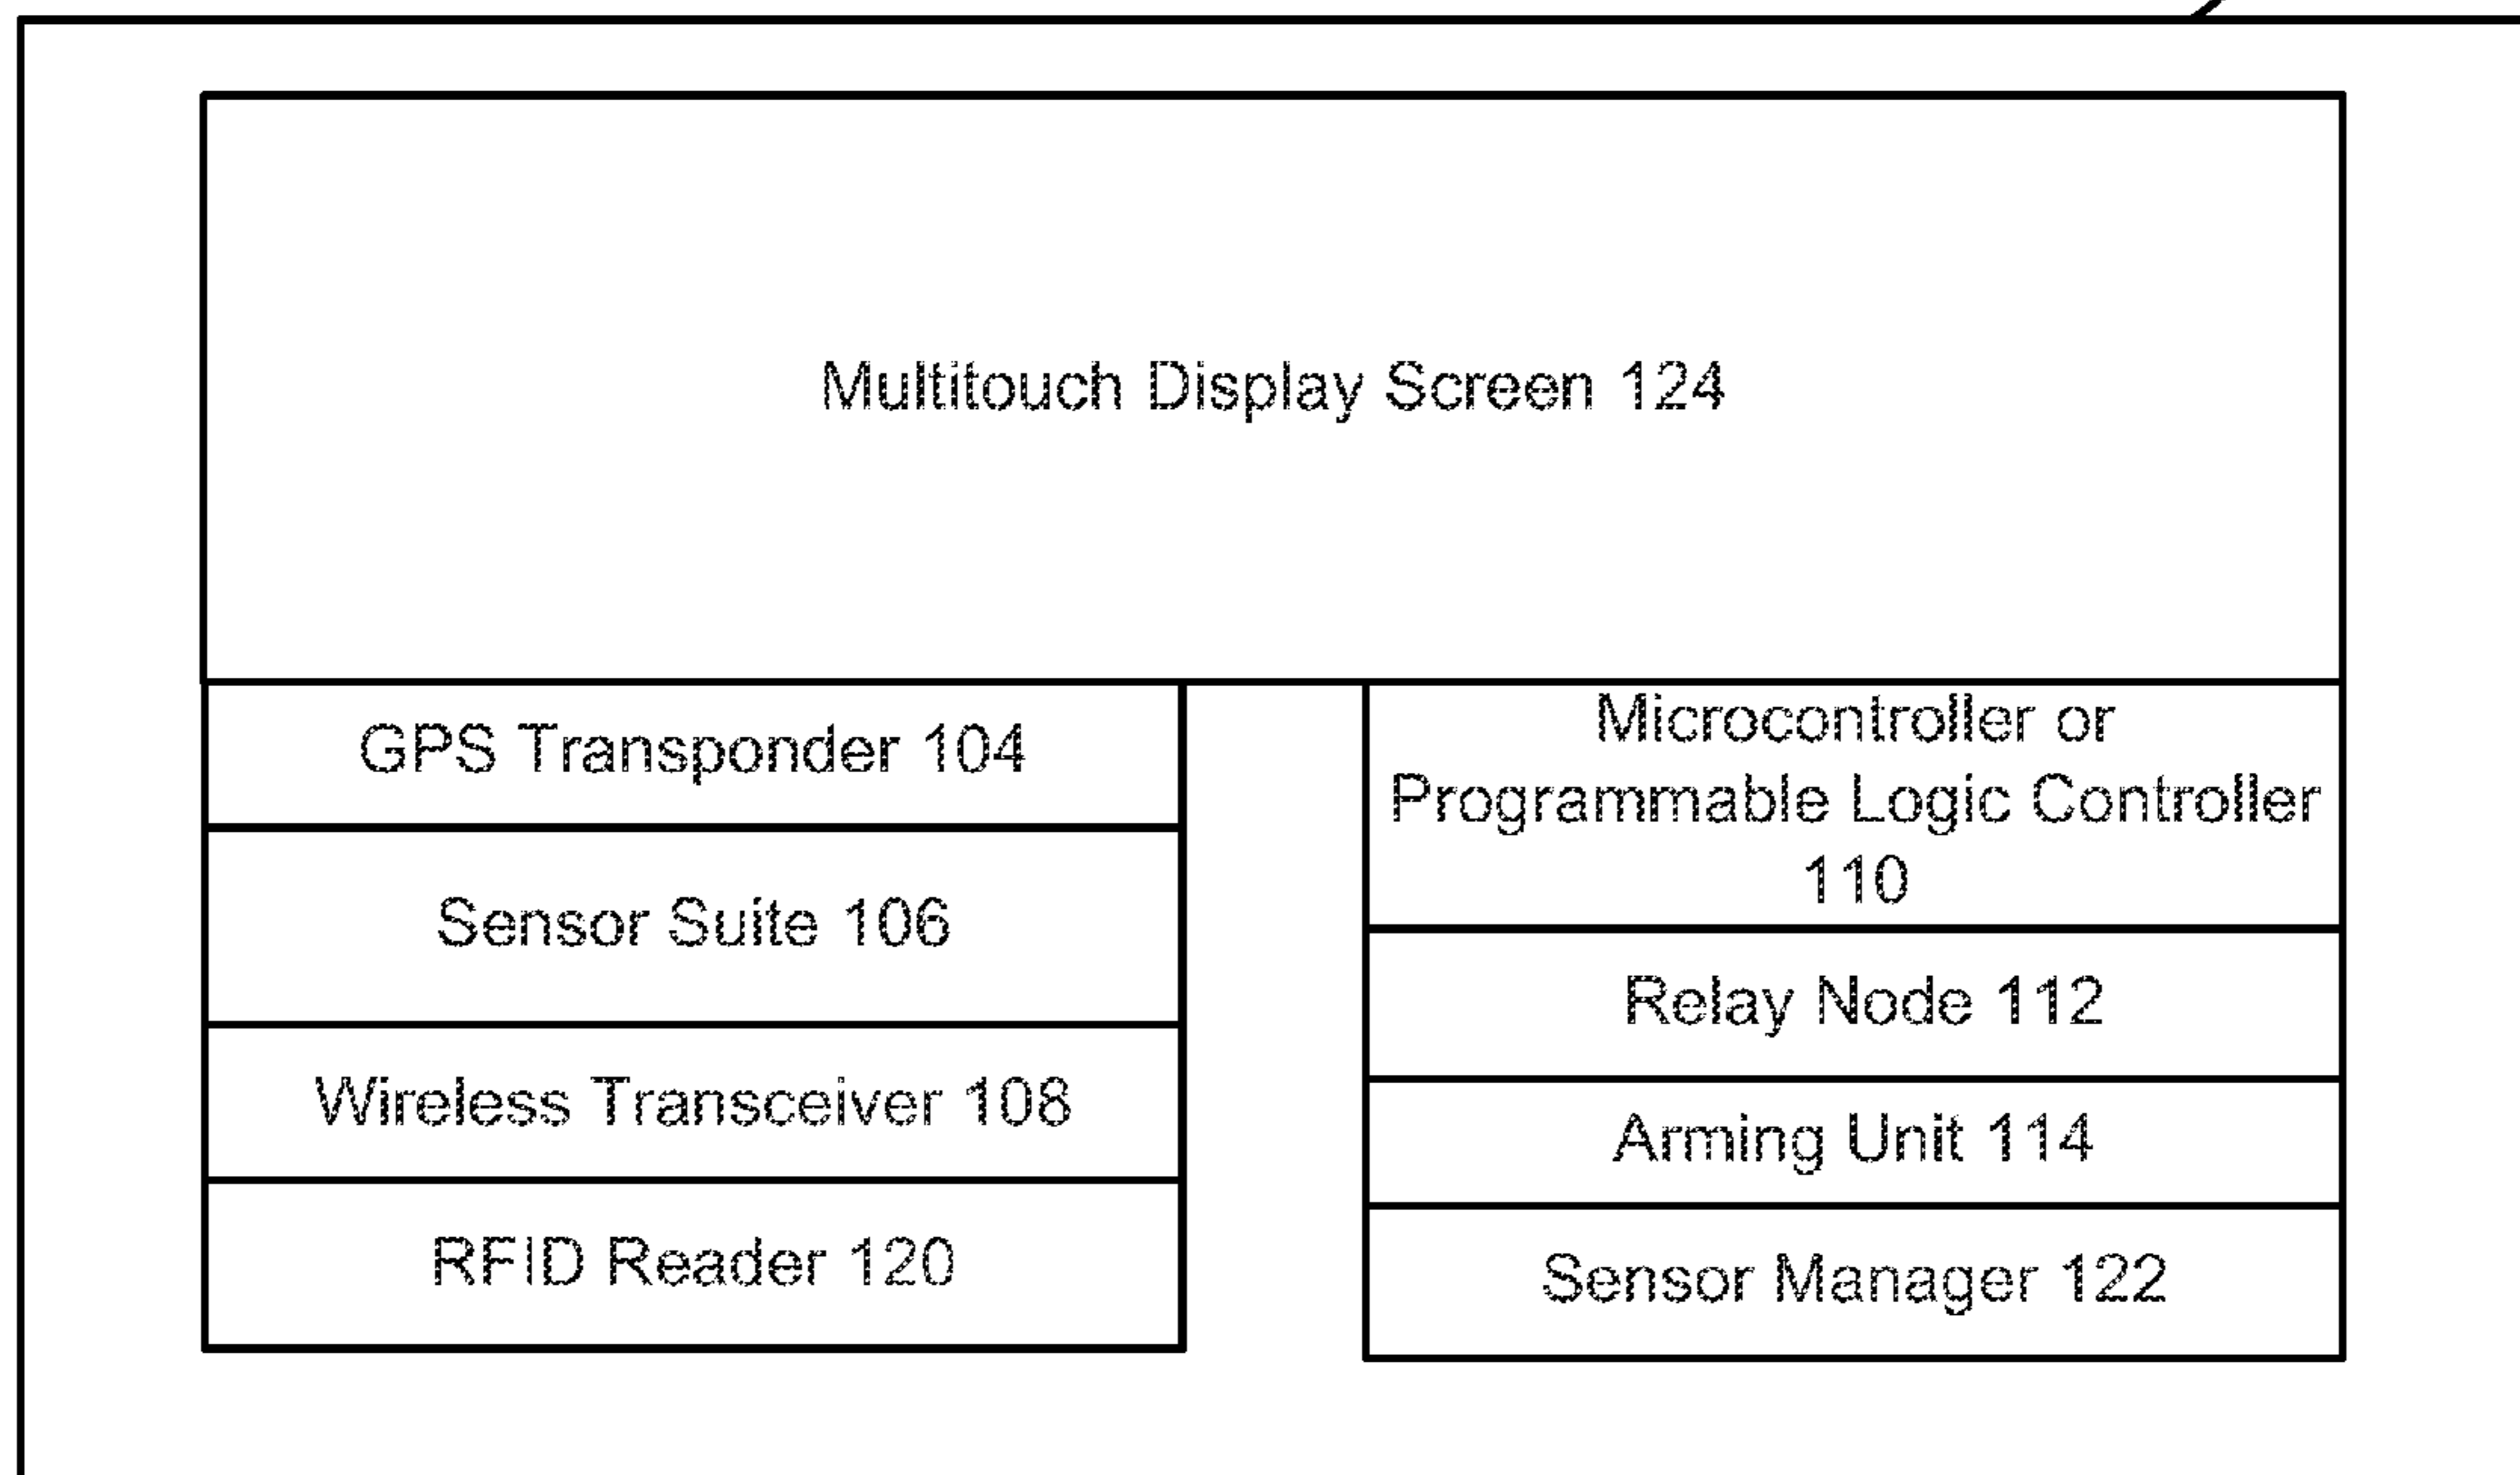 Multitouch Display Screen 124
GPS Transponder 104
Sensor Suite 106
Wireless Transceiver 108
RFID Reader 120
Microcontroller or
Programmable Logic Controller
110
Relay Node 112
Arming Unit 114
Sensor Manager 122